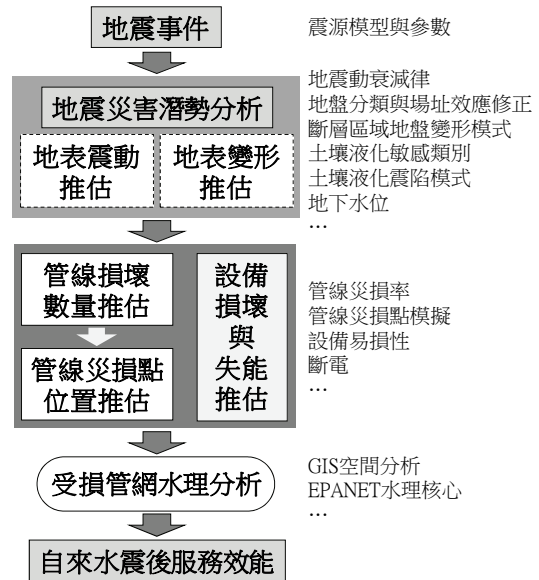 地震事件
震源模型與參數
地震災害潛勢分析
地表震動
推估
地表變形
推估
地震動衰減律
地盤分類與場址效應修正
斷層區域地盤變形模式
土壤液化敏感類別
土壤液化震陷模式
地下水位
…
管線損壞
數量推估
管線災損點
位置推估
設備
損壞
與
失能
推估
管線災損率
管線災損點模擬
設備易損性
斷電
…
受損管網水理分析
GIS空間分析
EPANET水理核心
…
自來水震後服務效能